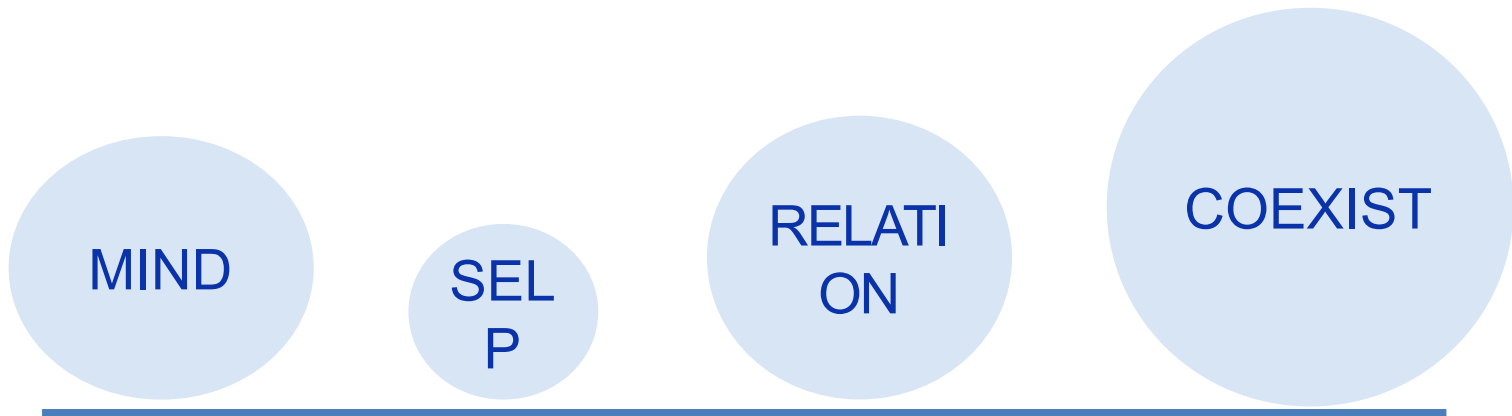 MIND
SEL
P
RELATI
ON
COEXIST